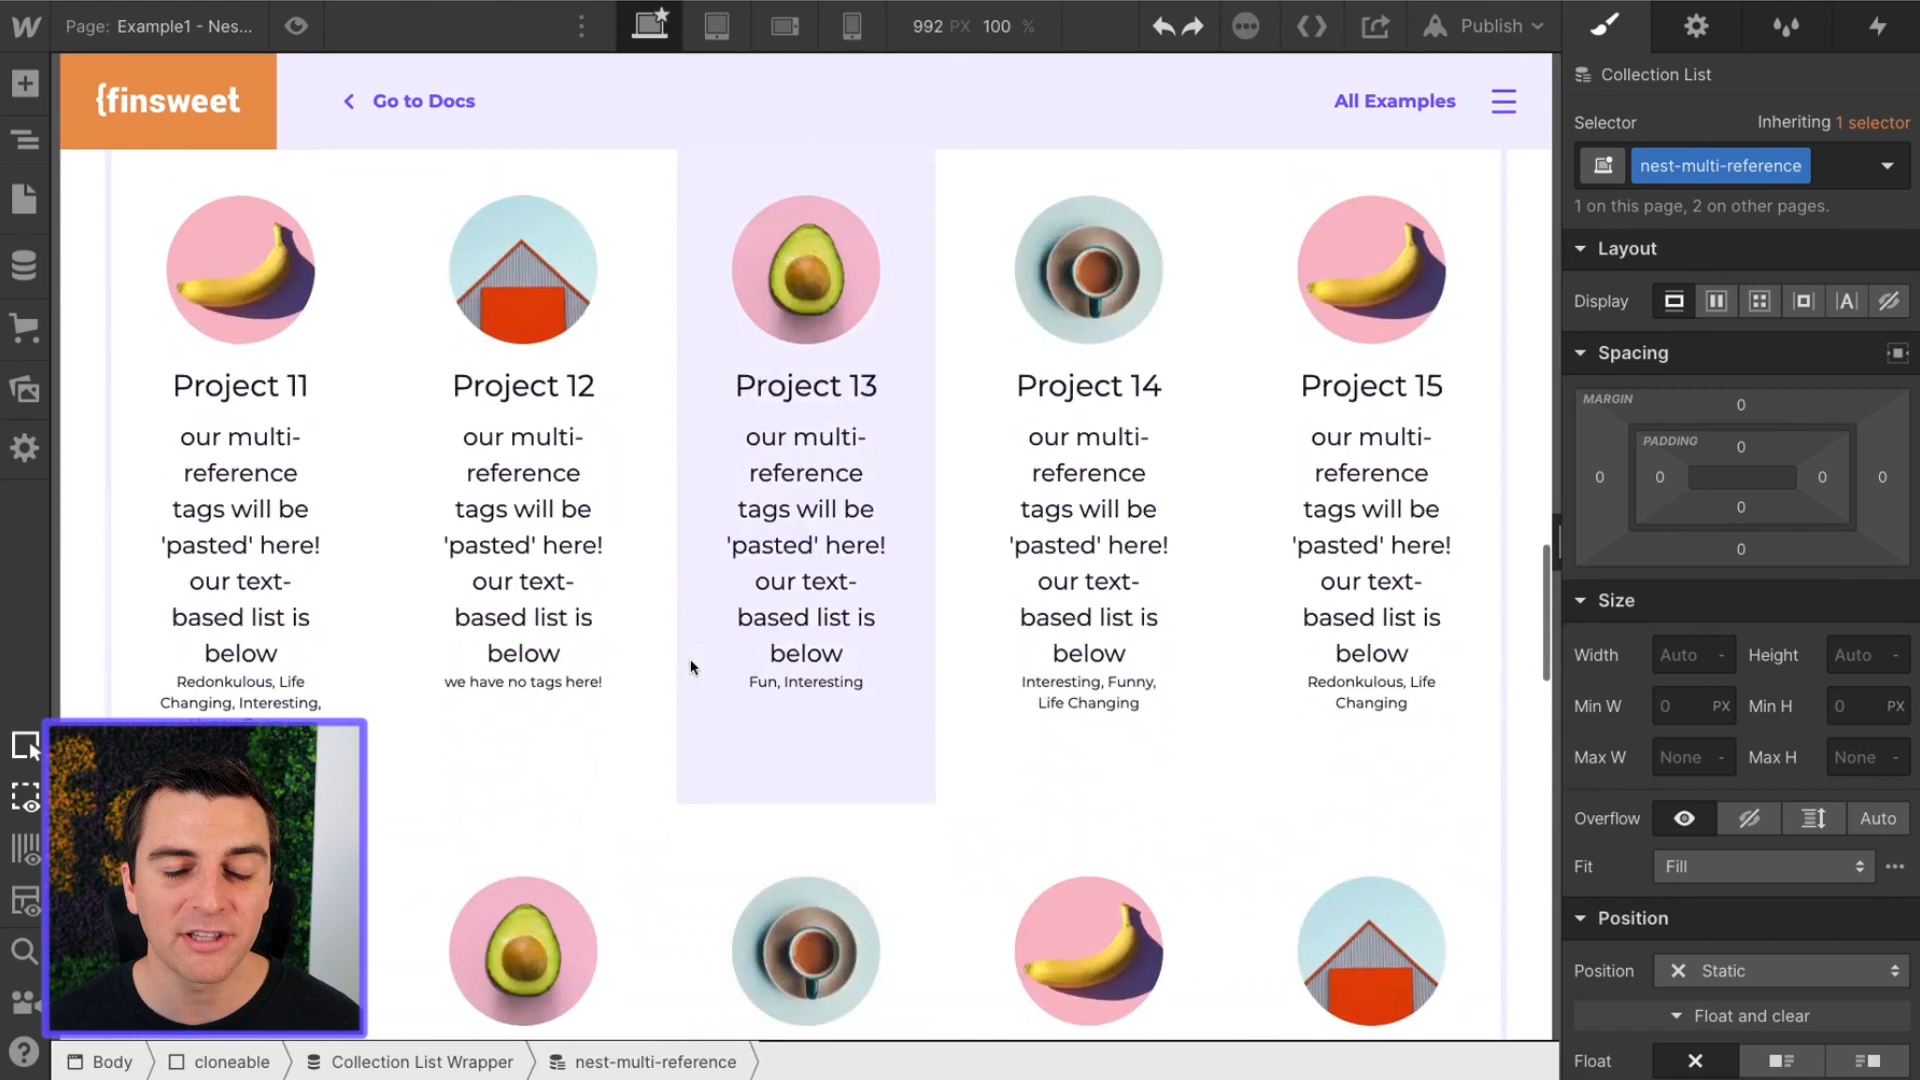 Page: Example1 - Nes...
992 PX 100 %
Publish
Collection List
{finsweet
Go to Docs
All Examples
Selector
Inheriting 1 selector
nest-multi-reference
1 on this page, 2 on other pages.
Layout
Display
Spacing
MARGIN
0
PADDING
0
0 0 0 0
0
0
Project 11
our multi-
reference
tags will be
'pasted' here!
our text-
based list is
below
Redonkulous, Life
Changing, Interesting,
Project 12
our multi-
reference
tags will be
'pasted' here!
our text-
based list is
below
we have no tags here!
Project 13
our multi-
reference
tags will be
'pasted' here!
our text-
based list is
below
Fun, Interesting
Project 14
our multi-
reference
tags will be
'pasted' here!
our text-
based list is
below
Interesting, Funny,
Life Changing
Project 15
our multi-
reference
tags will be
'pasted' here!
our text-
based list is
below
Redonkulous, Life
Changing
Size
Width Auto - Height Auto -
Min W 0 PX Min H 0 PX
Max W None - Max H None -
Overflow Auto
Fit Fill
Position
Position Static
Float and clear
Float
Body
cloneable
Collection List Wrapper
nest-multi-reference